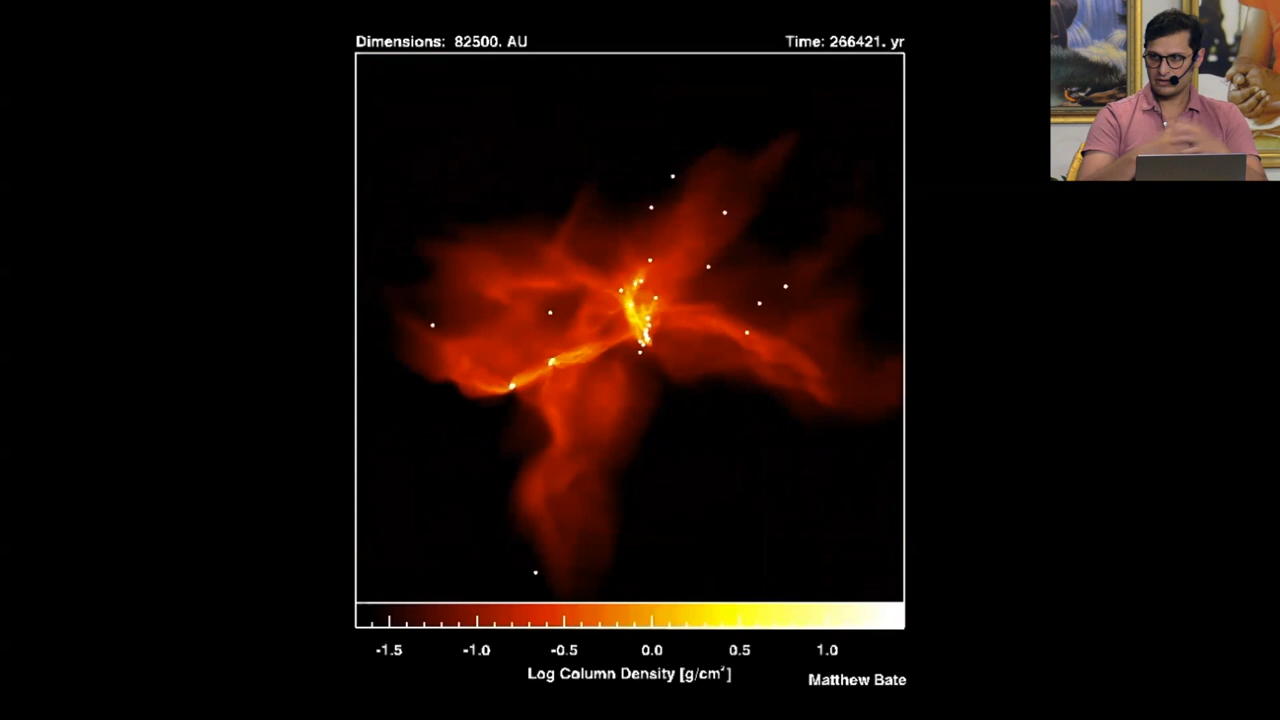 Dimensions: 82500. AU
Time: 266421. yr
-1.5 -1.0 -0.5 0.0 0.5 1.0
Log Column Density [g/cm²]
Matthew Bate